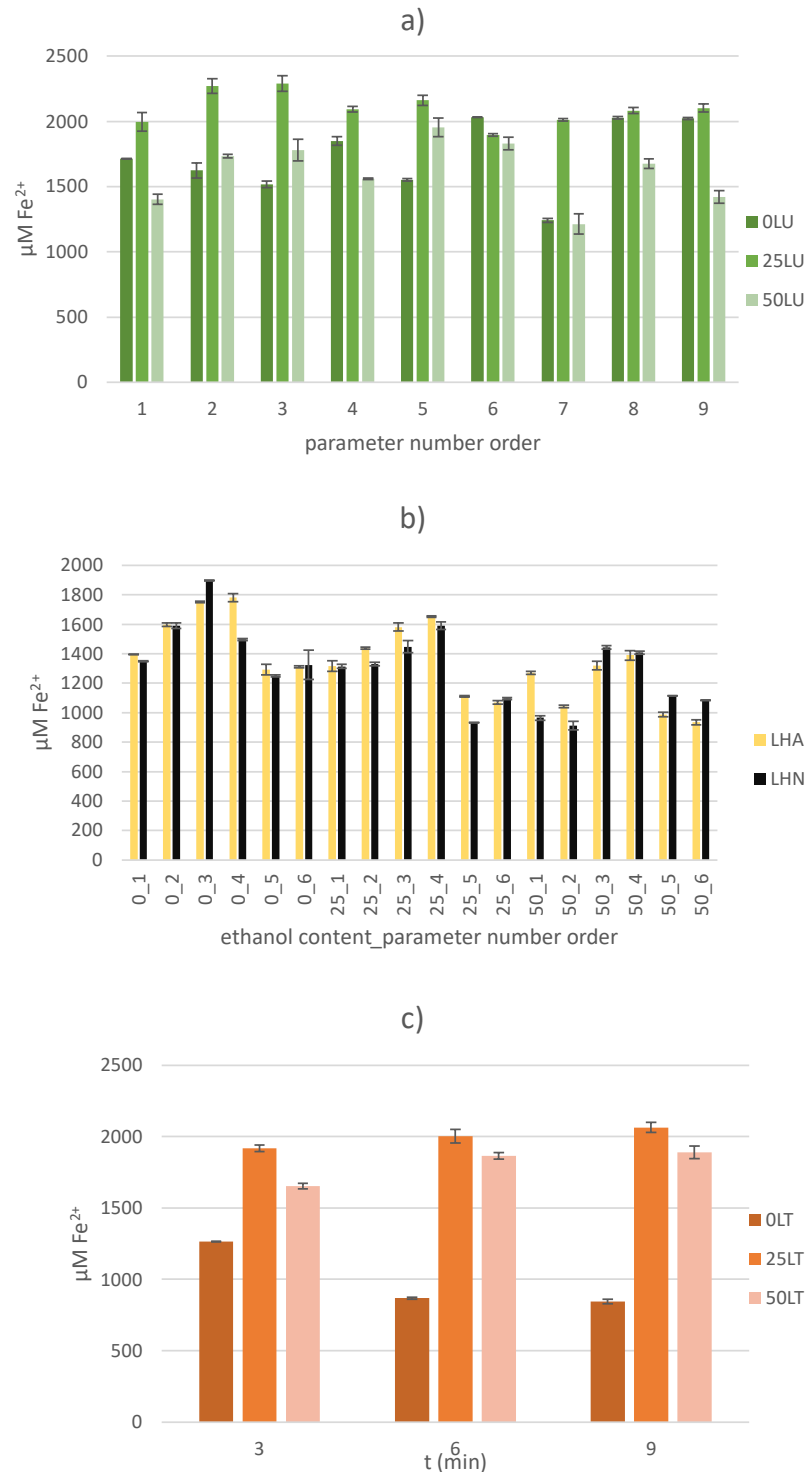 a)
2500
2000
1500
1000
500
0
µM Fe²⁺
1 2 3 4 5 6 7 8 9
parameter number order
0LU
25LU
50LU
b)
2000
1800
1600
1400
1200
1000
800
600
400
200
0
µM Fe²⁺
0_1 0_2 0_3 0_4 0_5 0_6 25_1 25_2 25_3 25_4 25_5 25_6 50_1 50_2 50_3 50_4 50_5 50_6
ethanol content_parameter number order
LHA
LHN
c)
2500
2000
1500
1000
500
0
µM Fe²⁺
3 6 9
t (min)
0LT
25LT
50LT